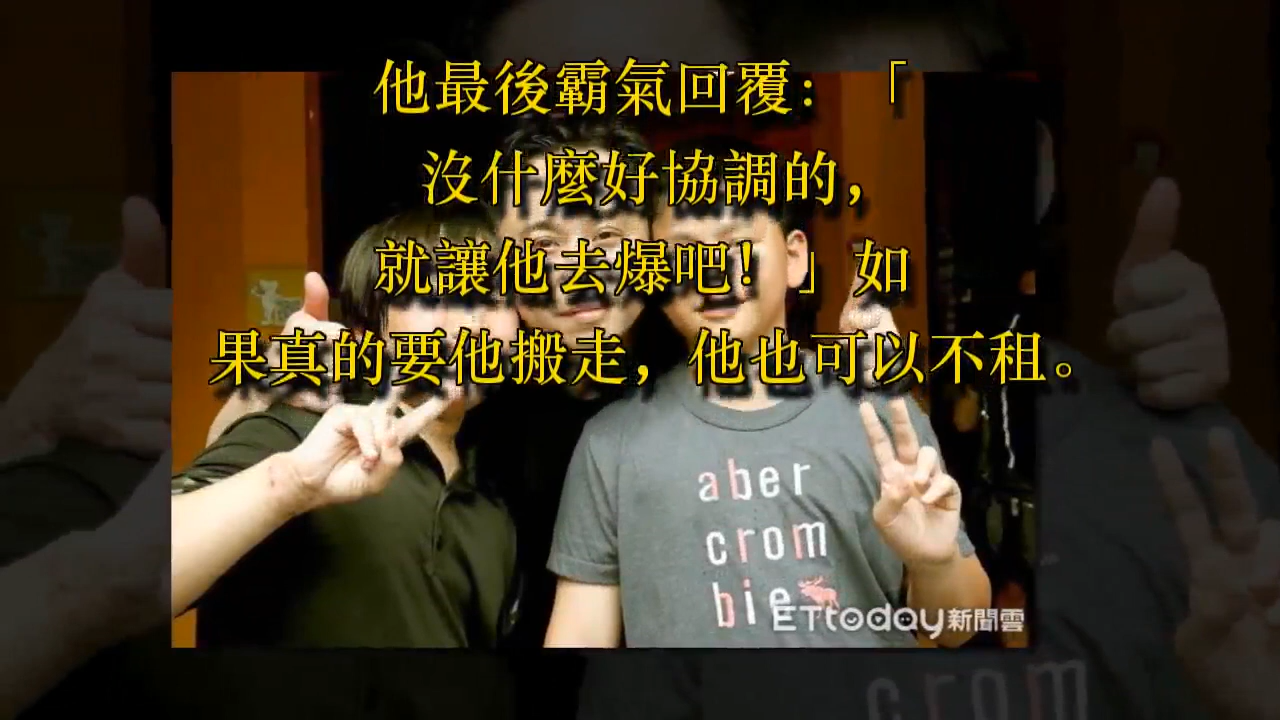 他最後霸氣回覆：「
沒什麼好協調的，
就讓他去爆吧！」如
果真的要他搬走，他也可以不租。
aber
crom
bie
ETtoday新聞雲
crom